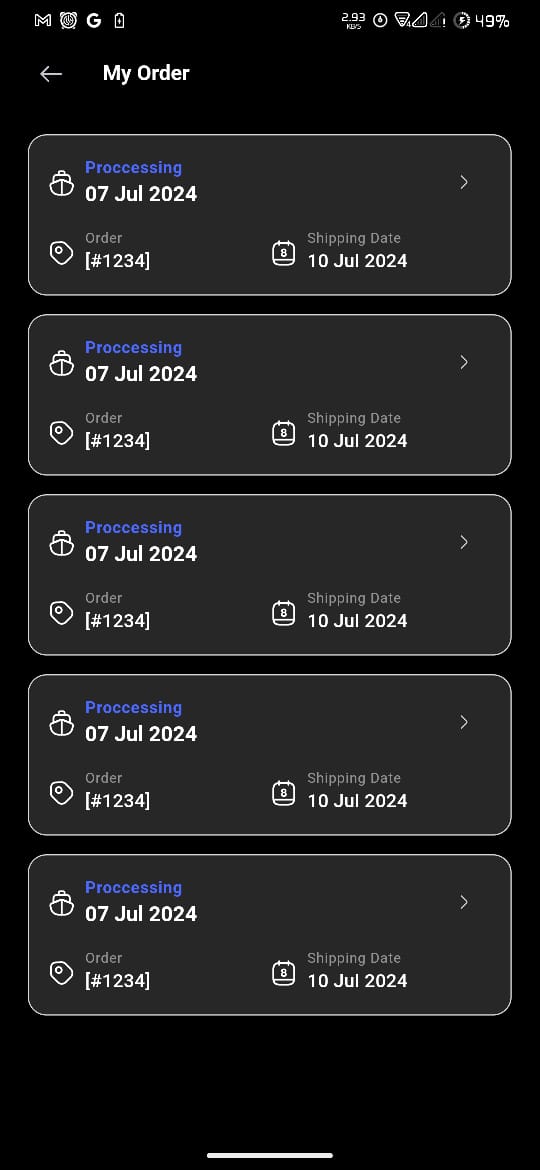 2.93
KB/S
49%
My Order
Proccessing
07 Jul 2024
Order
Shipping Date
[#1234]
8
10 Jul 2024
Proccessing
07 Jul 2024
Order
Shipping Date
[#1234]
8
10 Jul 2024
Proccessing
07 Jul 2024
Order
Shipping Date
[#1234]
8
10 Jul 2024
Proccessing
07 Jul 2024
Order
Shipping Date
[#1234]
8
10 Jul 2024
Proccessing
07 Jul 2024
Order
Shipping Date
[#1234]
8
10 Jul 2024